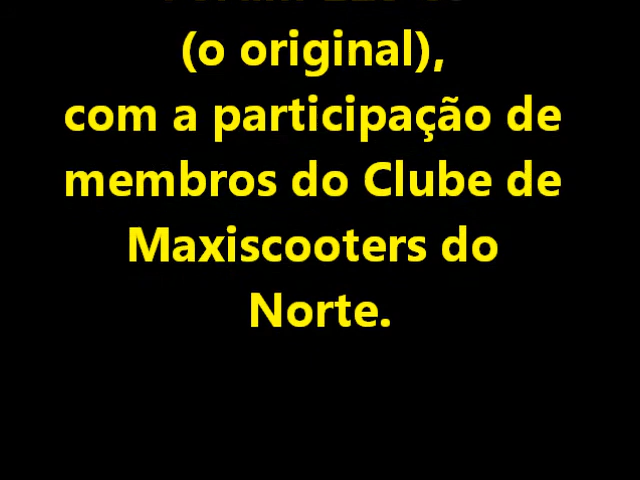 (o original),
com a participação de
membros do Clube de
Maxiscooters do
Norte.